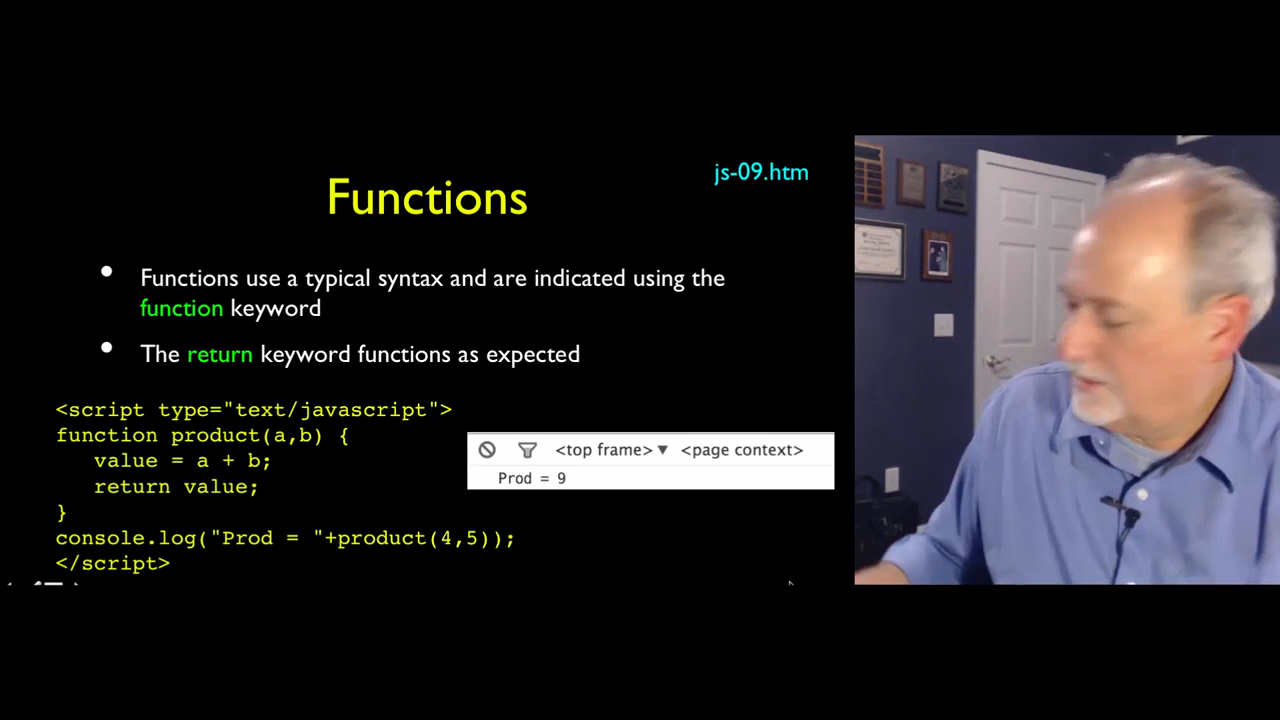 js-09.htm
Functions
• Functions use a typical syntax and are indicated using the
function keyword
• The return keyword functions as expected
<script type="text/javascript">
function product(a,b) {
   value = a + b;
   return value;
}
console.log("Prod = "+product(4,5));
</script>
<top frame> ▼ <page context>
Prod = 9